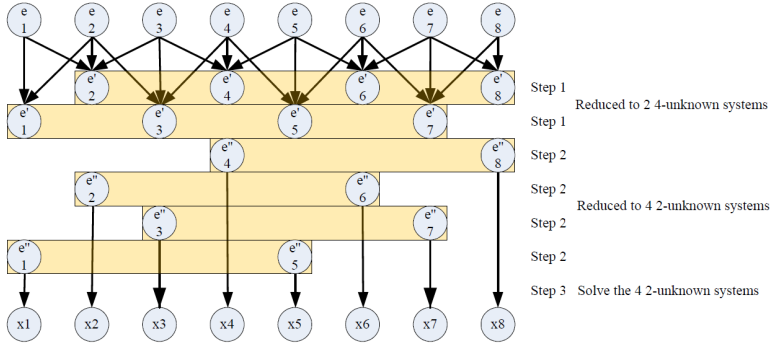 e e e e e e e e
1 2 3 4 5 6 7 8
e' e' e' e' Step 1
2 4 6 8
Reduced to 2 4-unknown systems
e' e' e' e' Step 1
1 3 5 7
e'' e'' Step 2
4 8
e'' e'' Step 2
2 6
Reduced to 4 2-unknown systems
e'' e'' Step 2
3 7
e'' e'' Step 2
1 5
Step 3 Solve the 4 2-unknown systems
x1 x2 x3 x4 x5 x6 x7 x8